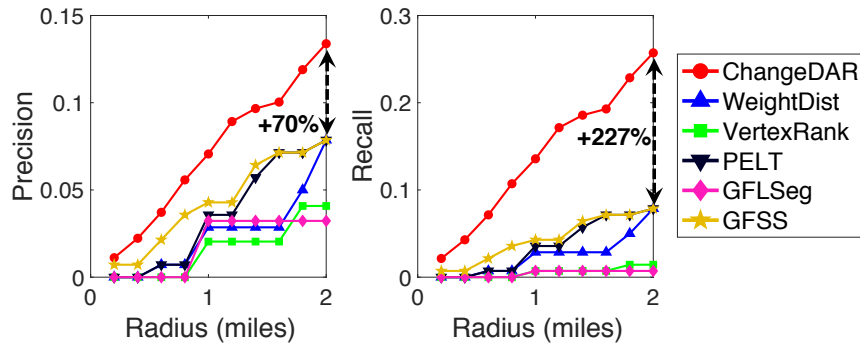 0.15
0.1
0.05
0
Precision
+70%
0
1
2
Radius (miles)
0.3
0.2
0.1
0
Recall
+227%
0
1
2
Radius (miles)
ChangeDAR
WeightDist
VertexRank
PELT
GFLSeg
GFSS